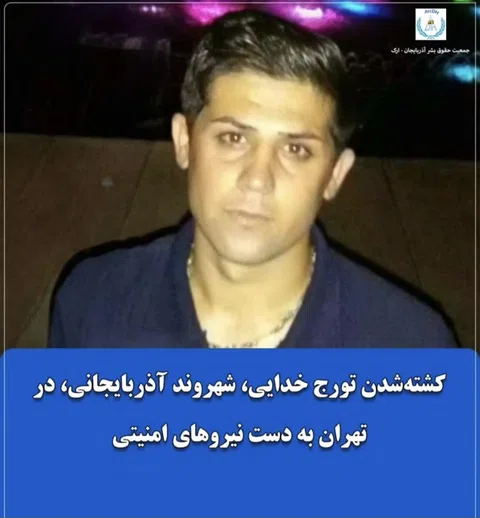 جمعیت حقوق بشر آذربایجان - ارک
کشته‌شدن تورج خدایی، شهروند آذربایجانی، در
تهران به دست نیروهای امنیتی